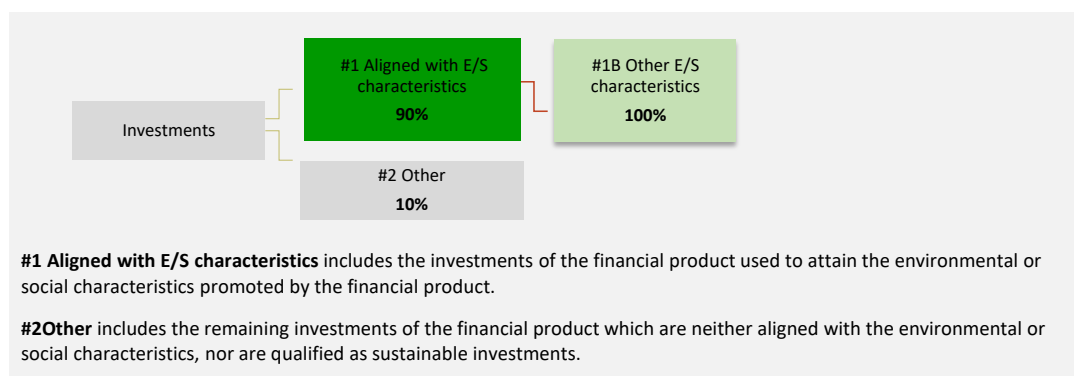 #1 Aligned with E/S
characteristics
90%
#1B Other E/S
characteristics
100%
Investments
#2 Other
10%
#1 Aligned with E/S characteristics includes the investments of the financial product used to attain the environmental or
social characteristics promoted by the financial product.
#2Other includes the remaining investments of the financial product which are neither aligned with the environmental or
social characteristics, nor are qualified as sustainable investments.